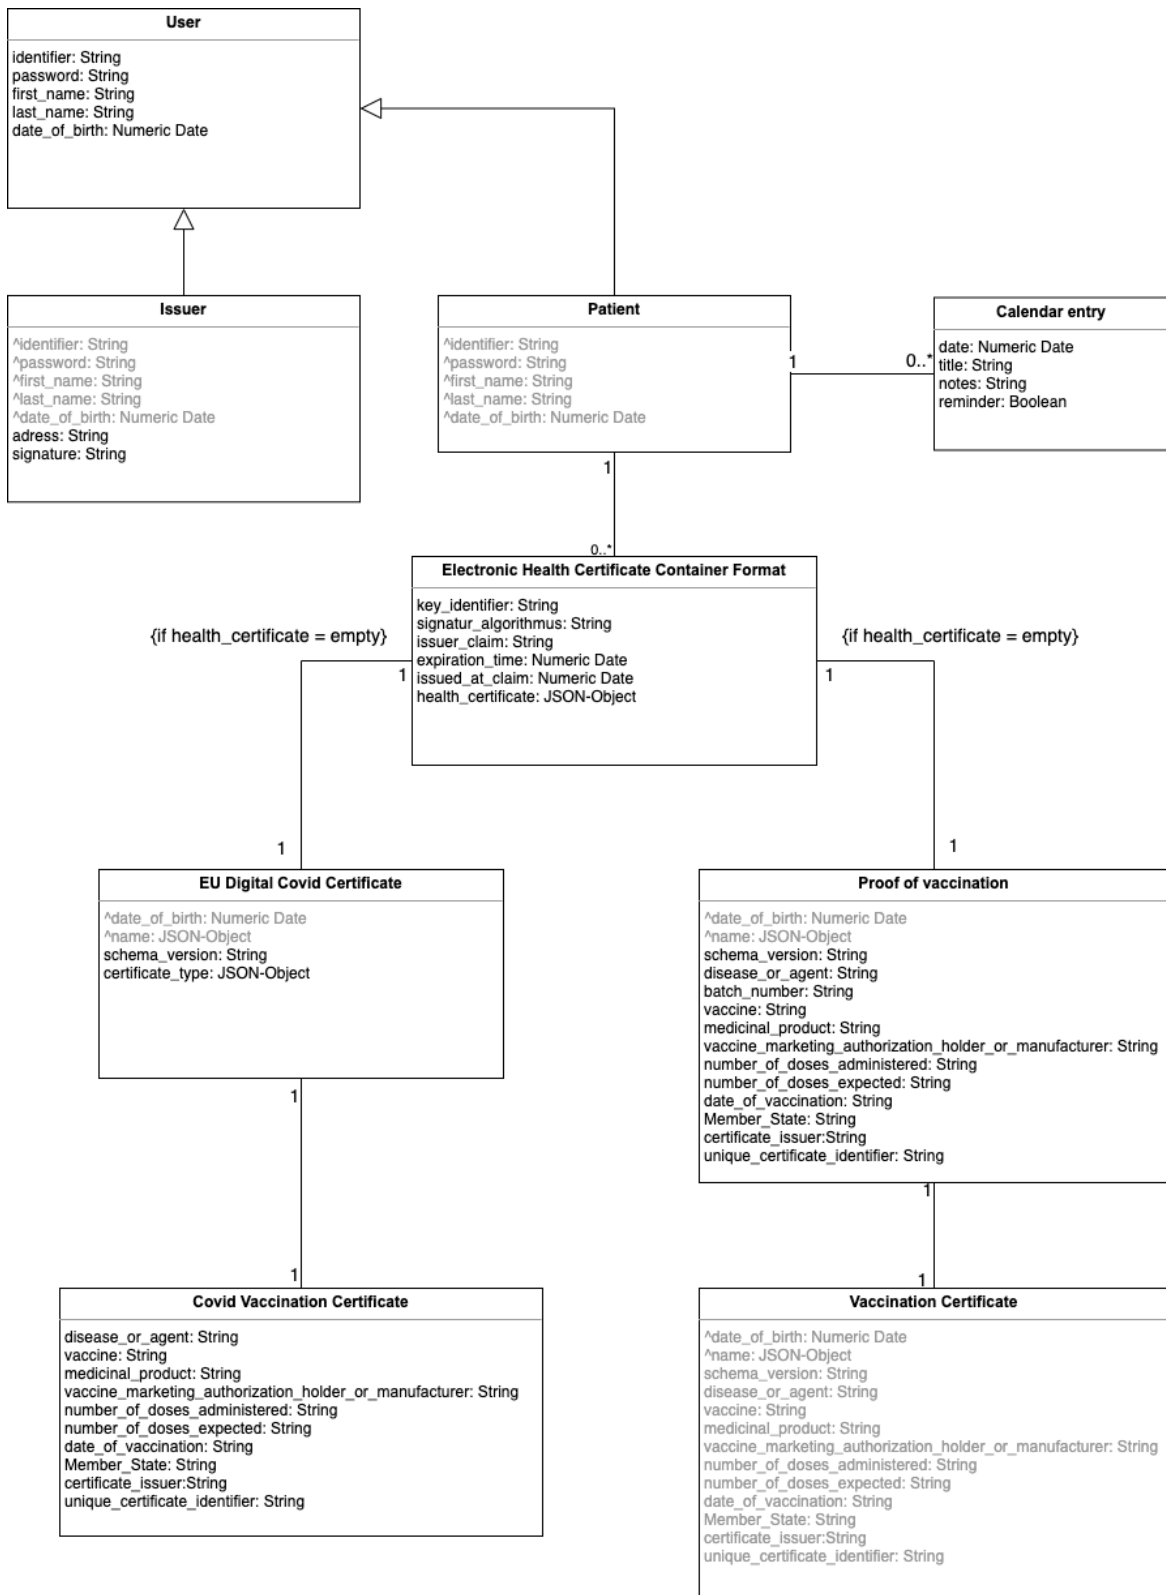 User
identifier: String
password: String
first_name: String
last_name: String
date_of_birth: Numeric Date
Issuer
^identifier: String
^password: String
^first_name: String
^last_name: String
^date_of_birth: Numeric Date
adress: String
signature: String
Patient
^identifier: String
^password: String
^first_name: String
^last_name: String
^date_of_birth: Numeric Date
1
0..*
Calendar entry
date: Numeric Date
title: String
notes: String
reminder: Boolean
1
0..*
Electronic Health Certificate Container Format
key_identifier: String
signatur_algorithmus: String
issuer_claim: String
expiration_time: Numeric Date
issued_at_claim: Numeric Date
health_certificate: JSON-Object
{if health_certificate = empty}
1
{if health_certificate = empty}
1
1
1
EU Digital Covid Certificate
^date_of_birth: Numeric Date
^name: JSON-Object
schema_version: String
certificate_type: JSON-Object
1
1
Proof of vaccination
^date_of_birth: Numeric Date
^name: JSON-Object
schema_version: String
disease_or_agent: String
batch_number: String
vaccine: String
medicinal_product: String
vaccine_marketing_authorization_holder_or_manufacturer: String
number_of_doses_administered: String
number_of_doses_expected: String
date_of_vaccination: String
Member_State: String
certificate_issuer:String
unique_certificate_identifier: String
1
1
Covid Vaccination Certificate
disease_or_agent: String
vaccine: String
medicinal_product: String
vaccine_marketing_authorization_holder_or_manufacturer: String
number_of_doses_administered: String
number_of_doses_expected: String
date_of_vaccination: String
Member_State: String
certificate_issuer:String
unique_certificate_identifier: String
Vaccination Certificate
^date_of_birth: Numeric Date
^name: JSON-Object
schema_version: String
disease_or_agent: String
vaccine: String
medicinal_product: String
vaccine_marketing_authorization_holder_or_manufacturer: String
number_of_doses_administered: String
number_of_doses_expected: String
date_of_vaccination: String
Member_State: String
certificate_issuer:String
unique_certificate_identifier: String